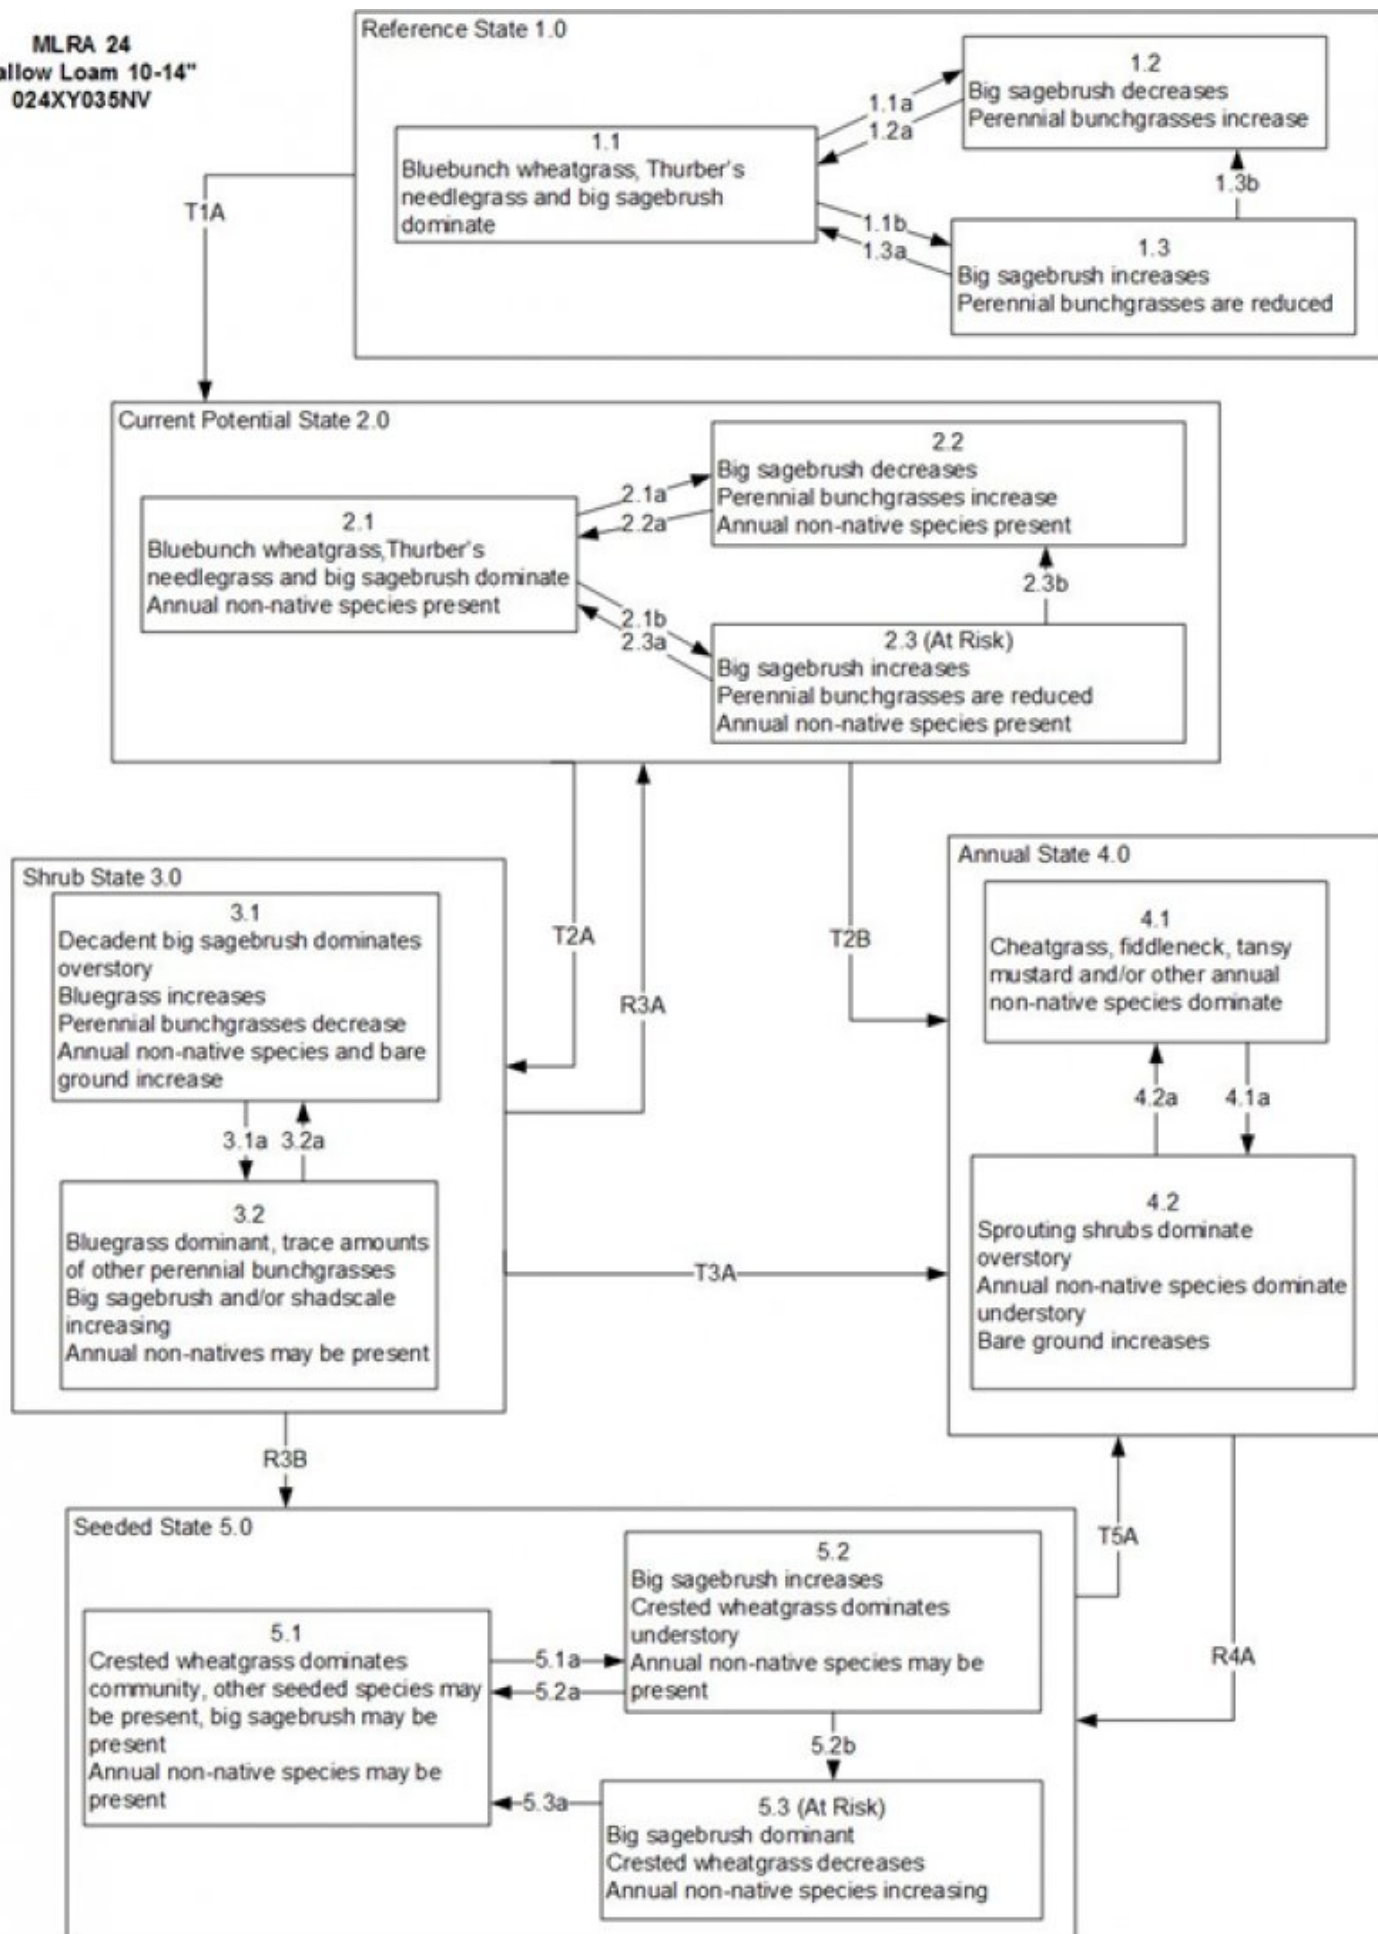 MLRA 24
allow Loam 10-14"
024XY035NV
Reference State 1.0
1.1
Bluebunch wheatgrass, Thurber's
needlegrass and big sagebrush
dominate
1.1a
1.2a
1.2
Big sagebrush decreases
Perennial bunchgrasses increase
1.3b
1.1b
1.3a
1.3
Big sagebrush increases
Perennial bunchgrasses are reduced
T1A
Current Potential State 2.0
2.1
Bluebunch wheatgrass,Thurber's
needlegrass and big sagebrush dominate
Annual non-native species present
2.1a
2.2a
2.2
Big sagebrush decreases
Perennial bunchgrasses increase
Annual non-native species present
2.3b
2.1b
2.3a
2.3 (At Risk)
Big sagebrush increases
Perennial bunchgrasses are reduced
Annual non-native species present
T2A
R3A
T2B
Shrub State 3.0
3.1
Decadent big sagebrush dominates
overstory
Bluegrass increases
Perennial bunchgrasses decrease
Annual non-native species and bare
ground increase
3.1a
3.2a
3.2
Bluegrass dominant, trace amounts
of other perennial bunchgrasses
Big sagebrush and/or shadscale
increasing
Annual non-natives may be present
T3A
Annual State 4.0
4.1
Cheatgrass, fiddleneck, tansy
mustard and/or other annual
non-native species dominate
4.2a
4.1a
4.2
Sprouting shrubs dominate
overstory
Annual non-native species dominate
understory
Bare ground increases
R3B
T5A
R4A
Seeded State 5.0
5.1
Crested wheatgrass dominates
community, other seeded species may
be present, big sagebrush may be
present
Annual non-native species may be
present
5.1a
5.2a
5.2
Big sagebrush increases
Crested wheatgrass dominates
understory
Annual non-native species may be
present
5.2b
5.3a
5.3 (At Risk)
Big sagebrush dominant
Crested wheatgrass decreases
Annual non-native species increasing